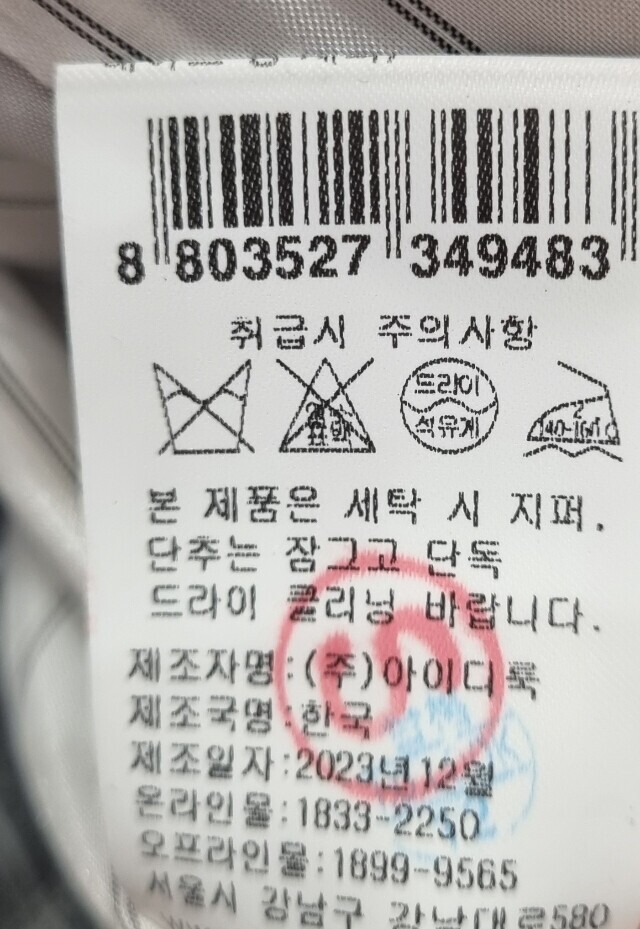 8 803527 349483
취급시 주의사항
드라이
석유계
2
140-160℃
본 제품은 세탁 시 지퍼.
단추는 잠그고 단독
드라이 클리닝 바랍니다.
제조자명:(주)아이디룩
제조국명:한국
제조일자:2023년12월
온라인몰:1833-2250
오프라인몰:1899-9565
서울시 강남구 강남대로580